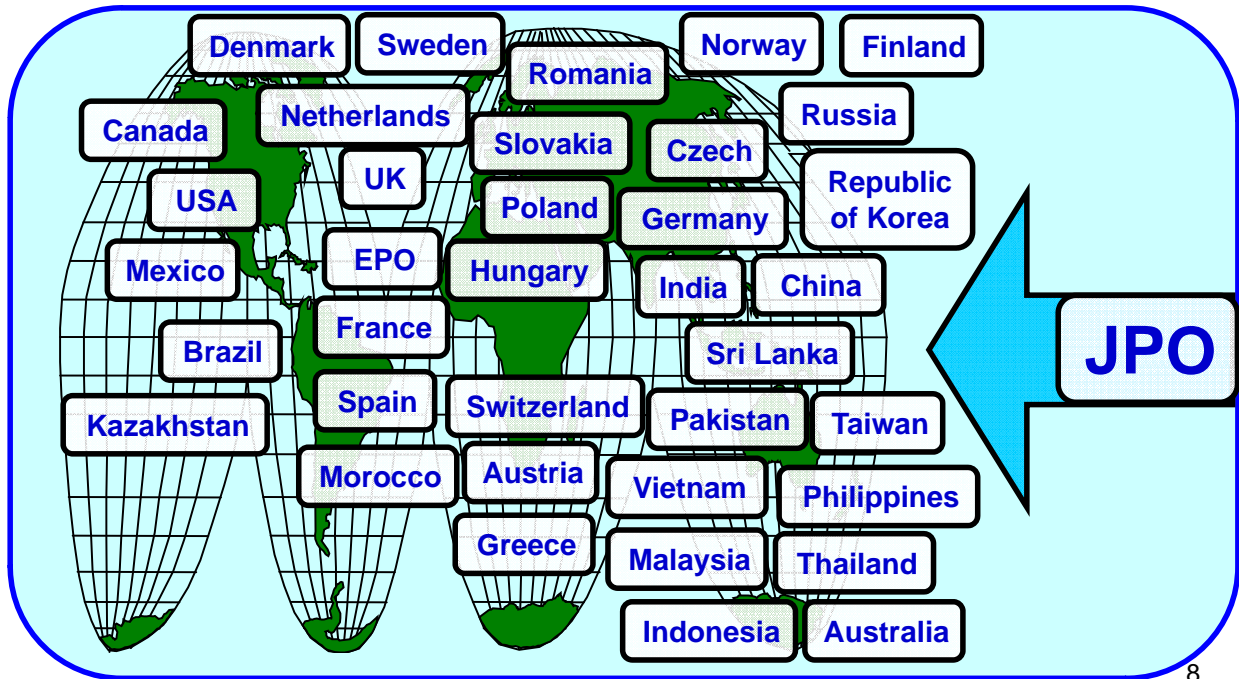 Denmark
Sweden
Norway
Finland
Romania
Netherlands
Russia
Canada
Slovakia
Czech
UK
Republic
of Korea
USA
Poland
Germany
Mexico
EPO
Hungary
India
China
France
Brazil
Sri Lanka
JPO
Spain
Switzerland
Pakistan
Taiwan
Kazakhstan
Morocco
Austria
Vietnam
Philippines
Greece
Malaysia
Thailand
Indonesia
Australia
8